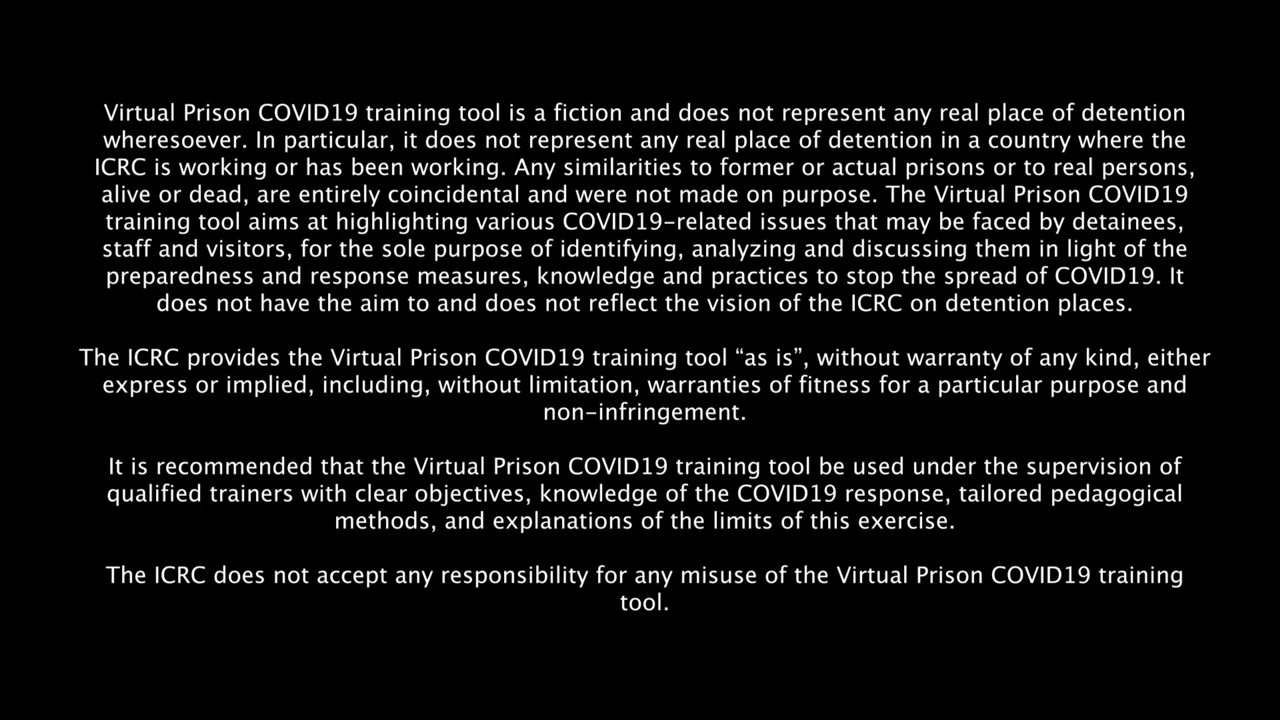 Virtual Prison COVID19 training tool is a fiction and does not represent any real place of detention
wheresoever. In particular, it does not represent any real place of detention in a country where the
ICRC is working or has been working. Any similarities to former or actual prisons or to real persons,
alive or dead, are entirely coincidental and were not made on purpose. The Virtual Prison COVID19
training tool aims at highlighting various COVID19-related issues that may be faced by detainees,
staff and visitors, for the sole purpose of identifying, analyzing and discussing them in light of the
preparedness and response measures, knowledge and practices to stop the spread of COVID19. It
does not have the aim to and does not reflect the vision of the ICRC on detention places.
The ICRC provides the Virtual Prison COVID19 training tool “as is”, without warranty of any kind, either
express or implied, including, without limitation, warranties of fitness for a particular purpose and
non-infringement.
It is recommended that the Virtual Prison COVID19 training tool be used under the supervision of
qualified trainers with clear objectives, knowledge of the COVID19 response, tailored pedagogical
methods, and explanations of the limits of this exercise.
The ICRC does not accept any responsibility for any misuse of the Virtual Prison COVID19 training
tool.